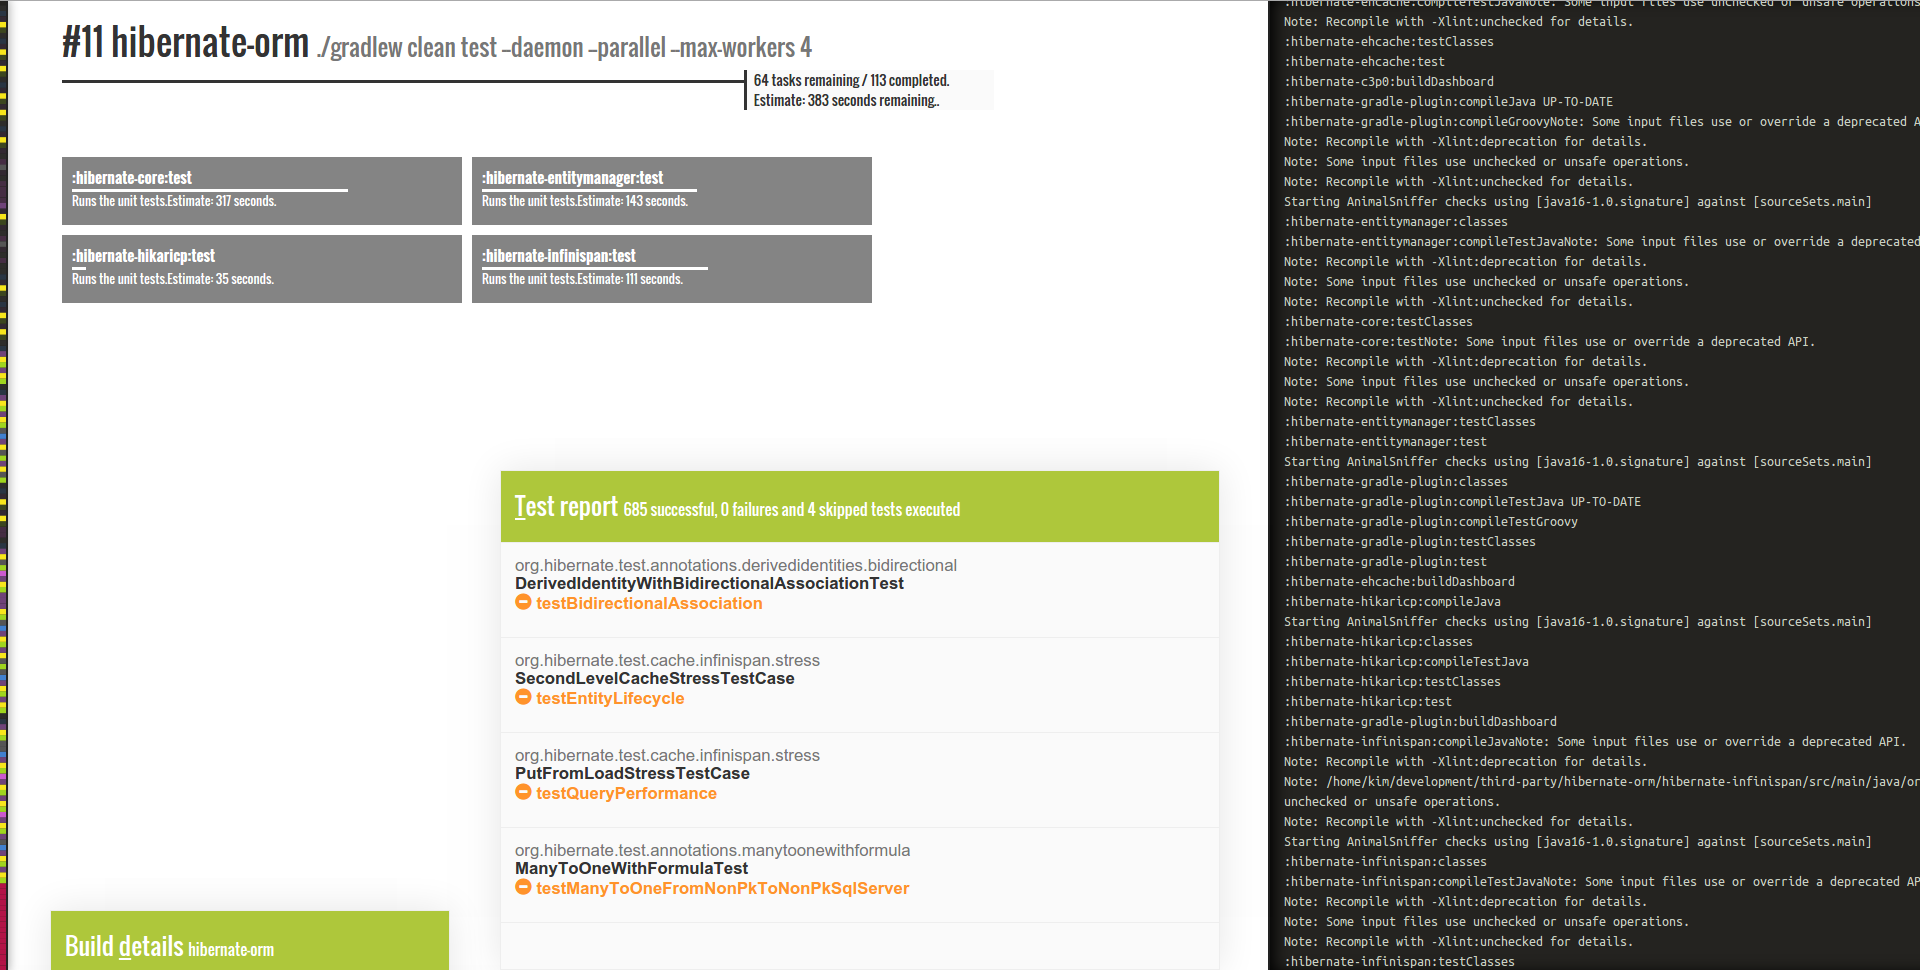 #11 hibernate-orm ./gradlew clean test --daemon --parallel --max-workers 4
64 tasks remaining / 113 completed.
Estimate: 383 seconds remaining..
:hibernate-core:test
Runs the unit tests.Estimate: 317 seconds.
:hibernate-entitymanager:test
Runs the unit tests.Estimate: 143 seconds.
:hibernate-hikaricp:test
Runs the unit tests.Estimate: 35 seconds.
:hibernate-infinispan:test
Runs the unit tests.Estimate: 111 seconds.
Test report 685 successful, 0 failures and 4 skipped tests executed
org.hibernate.test.annotations.derivedidentities.bidirectional
DerivedIdentityWithBidirectionalAssociationTest
testBidirectionalAssociation
org.hibernate.test.cache.infinispan.stress
SecondLevelCacheStressTestCase
testEntityLifecycle
org.hibernate.test.cache.infinispan.stress
PutFromLoadStressTestCase
testQueryPerformance
org.hibernate.test.annotations.manytoonewithformula
ManyToOneWithFormulaTest
testManyToOneFromNonPkToNonPkSqlServer
Build details hibernate-orm
:hibernate-ehcache:compileTestJavaNote: Some input files use unchecked or unsafe operations
Note: Recompile with -Xlint:unchecked for details.
:hibernate-ehcache:testClasses
:hibernate-ehcache:test
:hibernate-c3p0:buildDashboard
:hibernate-gradle-plugin:compileJava UP-TO-DATE
:hibernate-gradle-plugin:compileGroovyNote: Some input files use or override a deprecated A
Note: Recompile with -Xlint:deprecation for details.
Note: Some input files use unchecked or unsafe operations.
Note: Recompile with -Xlint:unchecked for details.
Starting AnimalSniffer checks using [java16-1.0.signature] against [sourceSets.main]
:hibernate-entitymanager:classes
:hibernate-entitymanager:compileTestJavaNote: Some input files use or override a deprecated
Note: Recompile with -Xlint:deprecation for details.
Note: Some input files use unchecked or unsafe operations.
Note: Recompile with -Xlint:unchecked for details.
:hibernate-core:testClasses
:hibernate-core:testNote: Some input files use or override a deprecated API.
Note: Recompile with -Xlint:deprecation for details.
Note: Some input files use unchecked or unsafe operations.
Note: Recompile with -Xlint:unchecked for details.
:hibernate-entitymanager:testClasses
:hibernate-entitymanager:test
Starting AnimalSniffer checks using [java16-1.0.signature] against [sourceSets.main]
:hibernate-gradle-plugin:classes
:hibernate-gradle-plugin:compileTestJava UP-TO-DATE
:hibernate-gradle-plugin:compileTestGroovy
:hibernate-gradle-plugin:testClasses
:hibernate-gradle-plugin:test
:hibernate-ehcache:buildDashboard
:hibernate-hikaricp:compileJava
Starting AnimalSniffer checks using [java16-1.0.signature] against [sourceSets.main]
:hibernate-hikaricp:classes
:hibernate-hikaricp:compileTestJava
:hibernate-hikaricp:testClasses
:hibernate-hikaricp:test
:hibernate-gradle-plugin:buildDashboard
:hibernate-infinispan:compileJavaNote: Some input files use or override a deprecated API.
Note: Recompile with -Xlint:deprecation for details.
Note: /home/kim/development/third-party/hibernate-orm/hibernate-infinispan/src/main/java/or
unchecked or unsafe operations.
Note: Recompile with -Xlint:unchecked for details.
Starting AnimalSniffer checks using [java16-1.0.signature] against [sourceSets.main]
:hibernate-infinispan:classes
:hibernate-infinispan:compileTestJavaNote: Some input files use or override a deprecated AP
Note: Recompile with -Xlint:deprecation for details.
Note: Some input files use unchecked or unsafe operations.
Note: Recompile with -Xlint:unchecked for details.
:hibernate-infinispan:testClasses